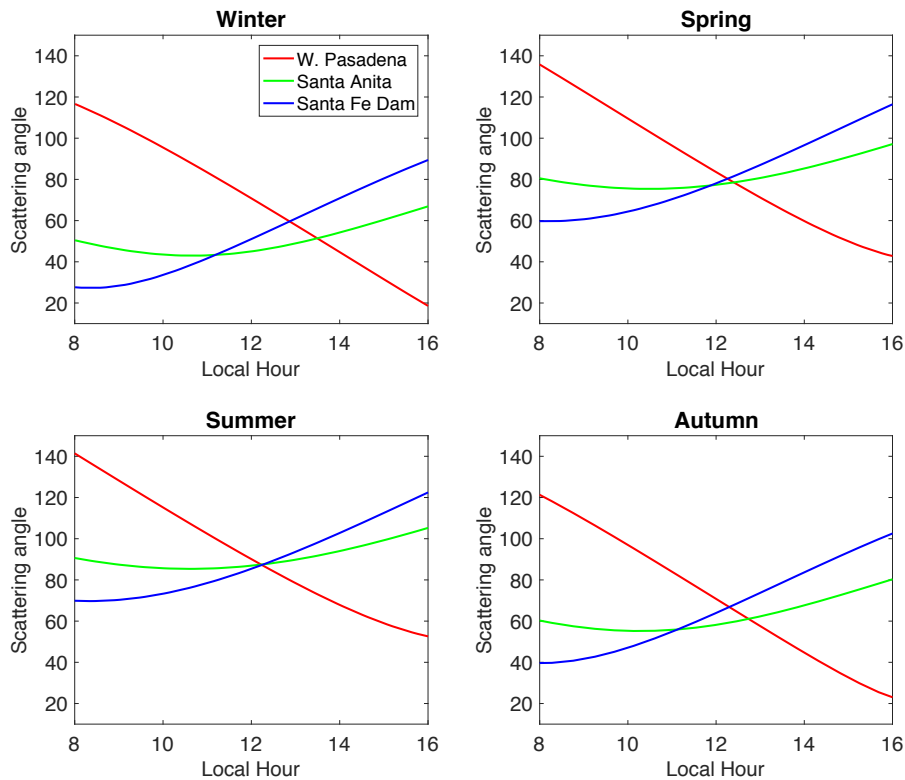 Winter
Scattering angle
140
120
100
80
60
40
20
8 10 12 14 16
Local Hour
W. Pasadena
Santa Anita
Santa Fe Dam
Spring
Scattering angle
140
120
100
80
60
40
20
8 10 12 14 16
Local Hour
Summer
Scattering angle
140
120
100
80
60
40
20
8 10 12 14 16
Local Hour
Autumn
Scattering angle
140
120
100
80
60
40
20
8 10 12 14 16
Local Hour